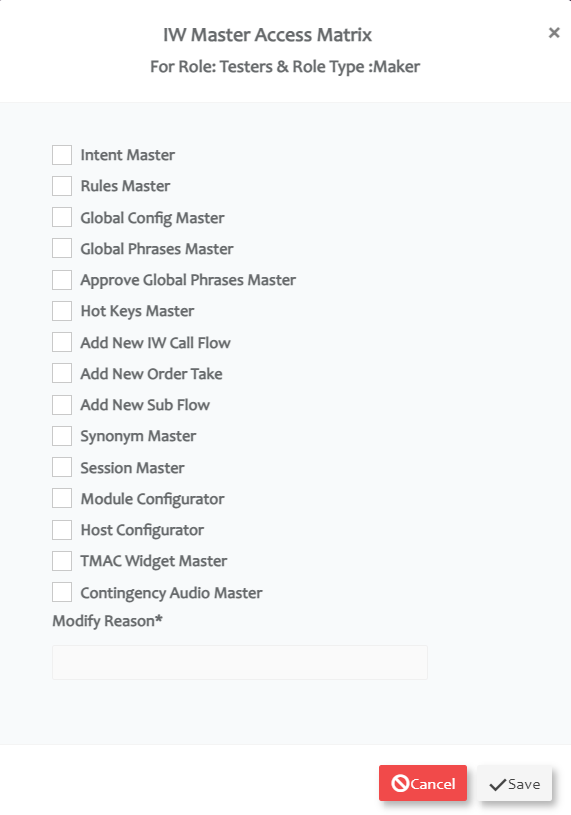 IW Master Access Matrix
×
For Role: Testers & Role Type :Maker
Intent Master
Rules Master
Global Config Master
Global Phrases Master
Approve Global Phrases Master
Hot Keys Master
Add New IW Call Flow
Add New Order Take
Add New Sub Flow
Synonym Master
Session Master
Module Configurator
Host Configurator
TMAC Widget Master
Contingency Audio Master
Modify Reason*
Cancel
Save